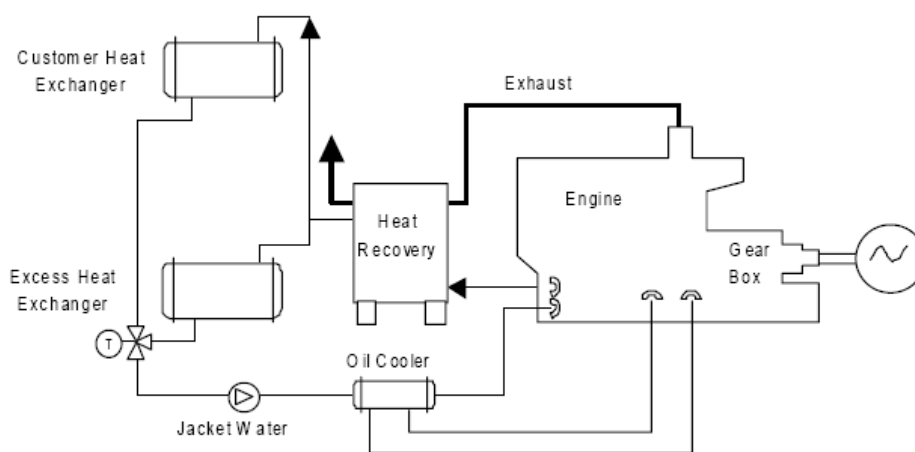 Customer Heat
Exchanger
Exhaust
Engine
Heat
Recovery
Gear
Box
Excess Heat
Exchanger
T
Oil Cooler
Jacket Water